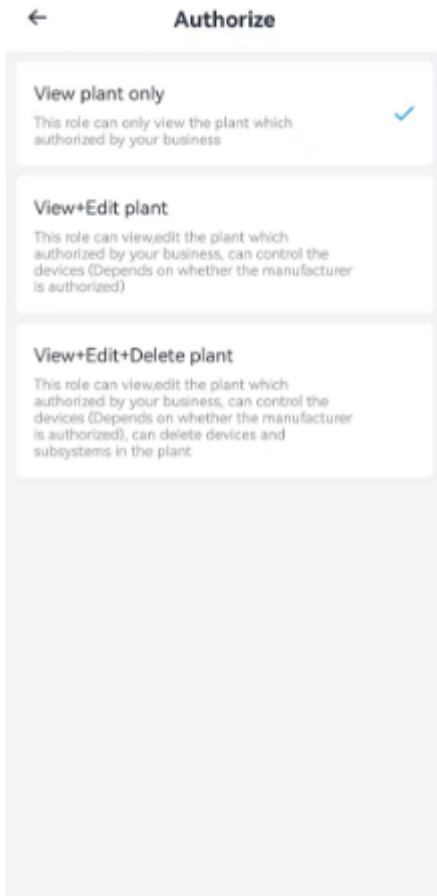 Authorize
View plant only
This role can only view the plant which
authorized by your business
View+Edit plant
This role can view,edit the plant which
authorized by your business, can control the
devices (Depends on whether the manufacturer
is authorized)
View+Edit+Delete plant
This role can view,edit the plant which
authorized by your business, can control the
devices (Depends on whether the manufacturer
is authorized), can delete devices and
subsystems in the plant